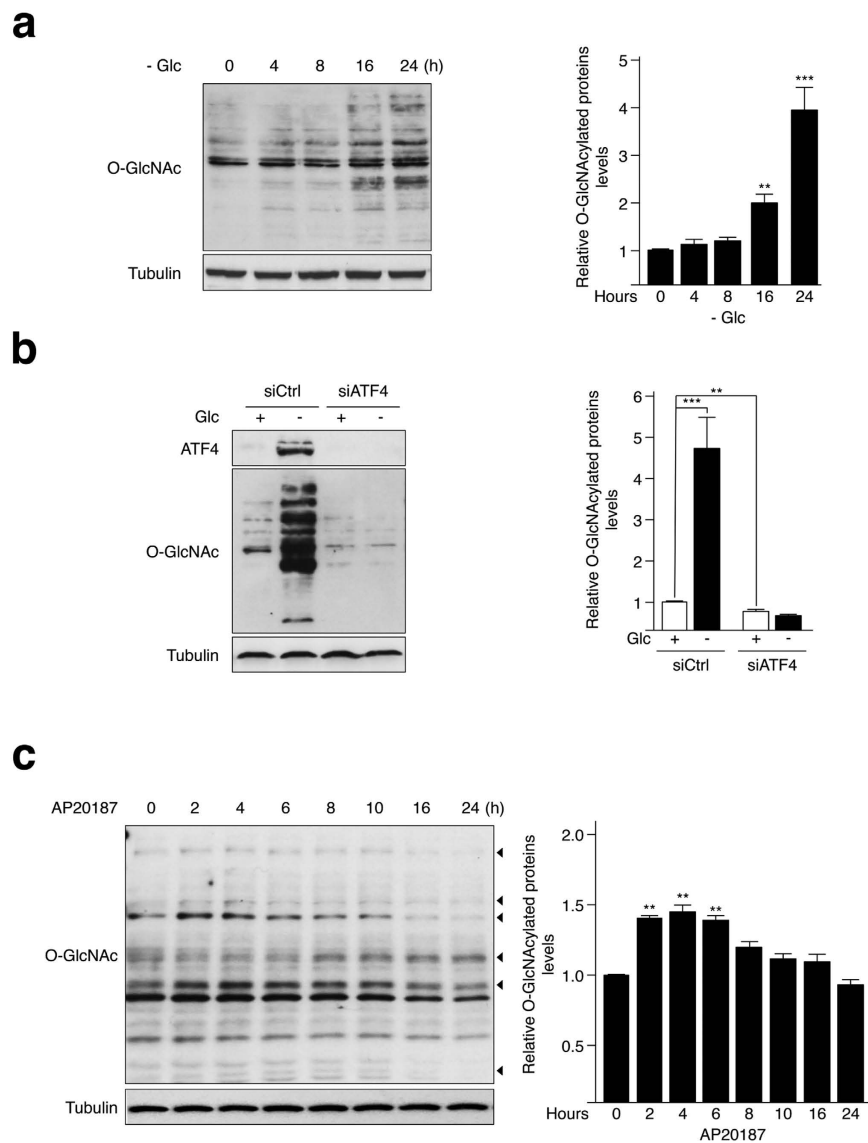 a
- Glc 0 4 8 16 24 (h)
O-GlcNAc
Tubulin
Relative O-GlcNAcylated proteins
levels
5
4
3
2
1
**
***
Hours 0 4 8 16 24
- Glc
b
siCtrl siATF4
Glc + - + -
ATF4
O-GlcNAc
Tubulin
Relative O-GlcNAcylated proteins
levels
6
5
4
3
2
1
***
**
Glc + - + -
siCtrl siATF4
c
AP20187 0 2 4 6 8 10 16 24 (h)
O-GlcNAc
Tubulin
Relative O-GlcNAcylated proteins
levels
2.0
1.5
1.0
0.5
** ** **
Hours 0 2 4 6 8 10 16 24
AP20187